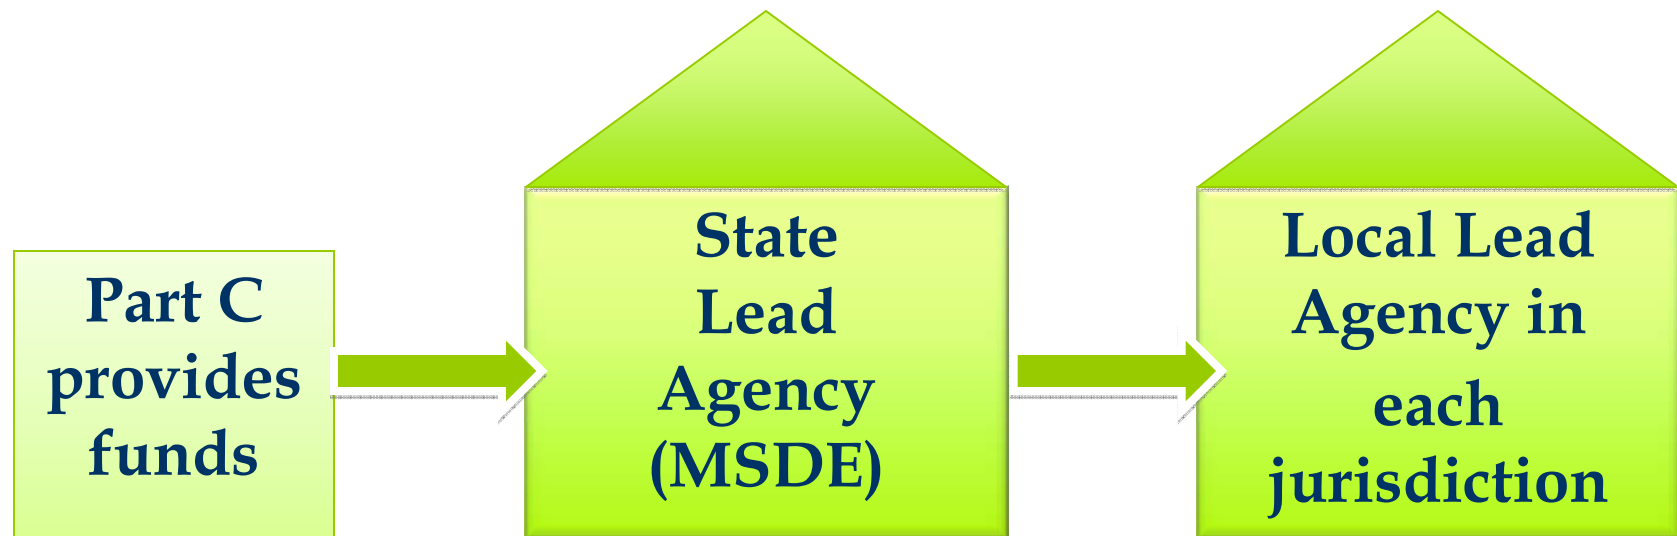 Part C
provides
funds
State
Lead
Agency
(MSDE)
Local Lead
Agency in
each
jurisdiction